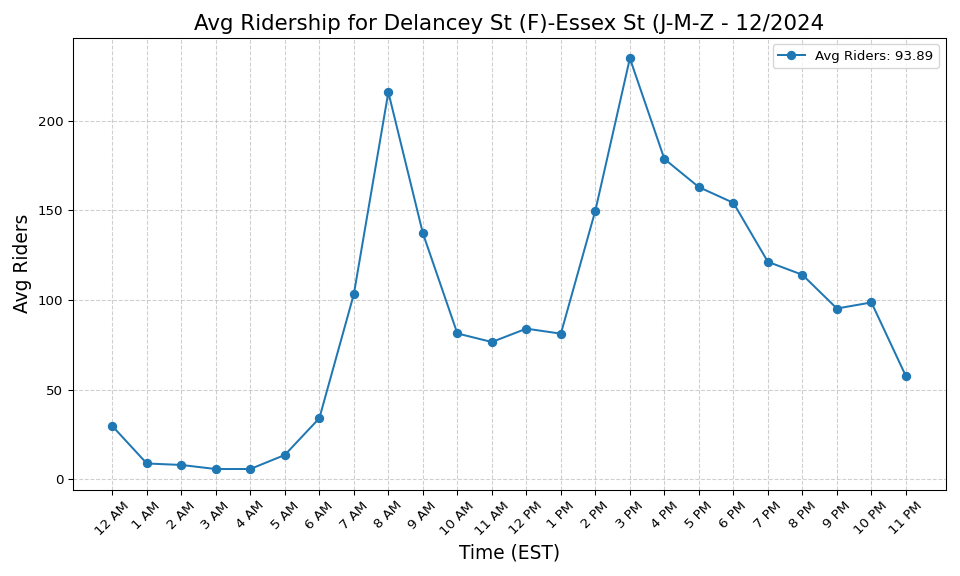 Avg Ridership for Delancey St (F)-Essex St (J-M-Z - 12/2024
Avg Riders: 93.89
Avg Riders
200
150
100
50
0
12 AM
1 AM
2 AM
3 AM
4 AM
5 AM
6 AM
7 AM
8 AM
9 AM
10 AM
11 AM
12 PM
1 PM
2 PM
3 PM
4 PM
5 PM
6 PM
7 PM
8 PM
9 PM
10 PM
11 PM
Time (EST)